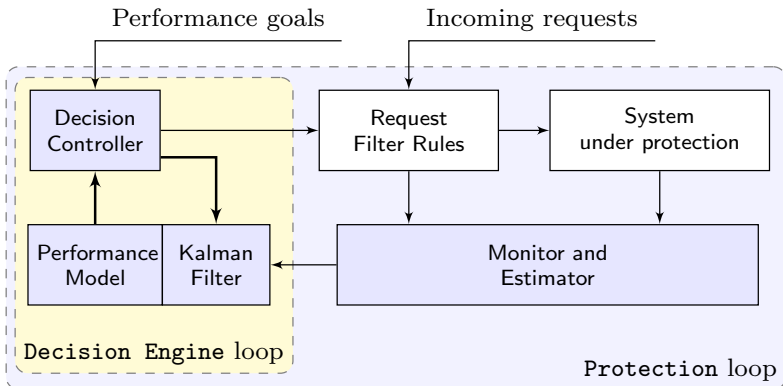 Performance goals
Incoming requests
Decision
Controller
Request
Filter Rules
System
under protection
Performance
Model
Kalman
Filter
Monitor and
Estimator
Decision Engine loop
Protection loop